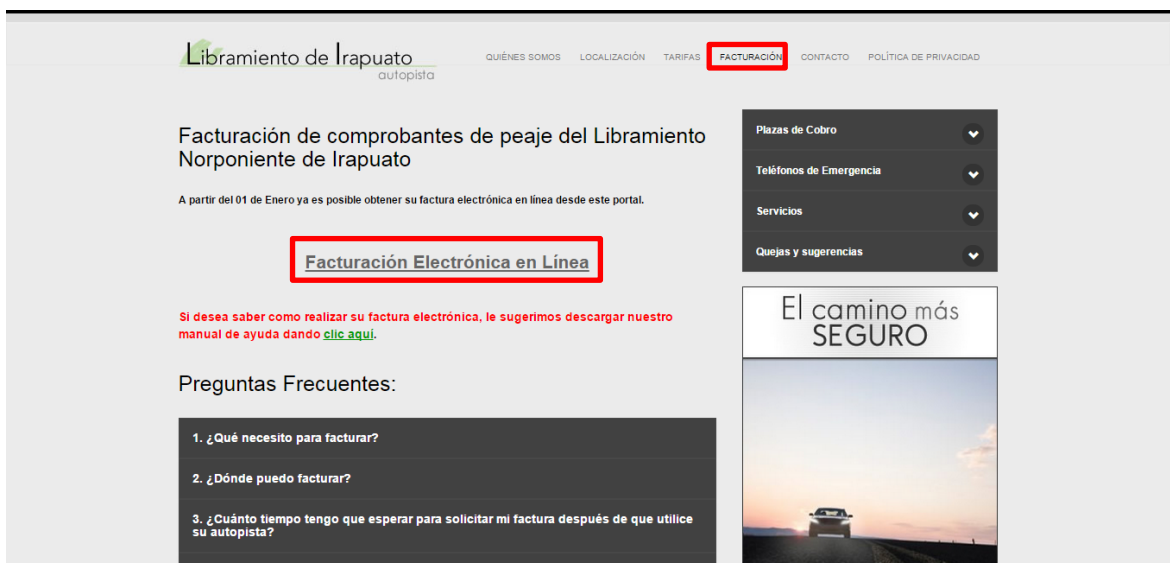 Libramiento de Irapuato
autopista
QUIÉNES SOMOS LOCALIZACIÓN TARIFAS FACTURACIÓN CONTACTO POLÍTICA DE PRIVACIDAD
Facturación de comprobantes de peaje del Libramiento
Norponiente de Irapuato
A partir del 01 de Enero ya es posible obtener su factura electrónica en línea desde este portal.
Facturación Electrónica en Línea
Si desea saber como realizar su factura electrónica, le sugerimos descargar nuestro
manual de ayuda dando clic aquí.
Preguntas Frecuentes:
1. ¿Qué necesito para facturar?
2. ¿Dónde puedo facturar?
3. ¿Cuánto tiempo tengo que esperar para solicitar mi factura después de que utilice
su autopista?
Plazas de Cobro
Teléfonos de Emergencia
Servicios
Quejas y sugerencias
El camino más
SEGURO